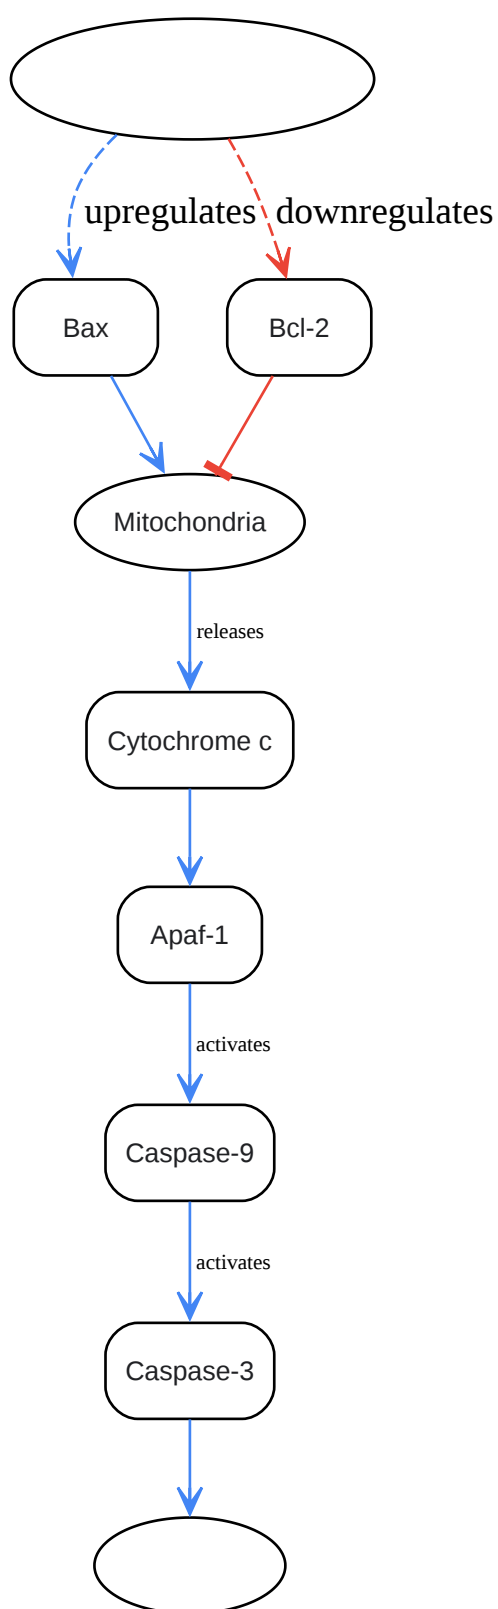 upregulates downregulates
Bax
Bcl-2
Mitochondria
releases
Cytochrome c
Apaf-1
activates
Caspase-9
activates
Caspase-3